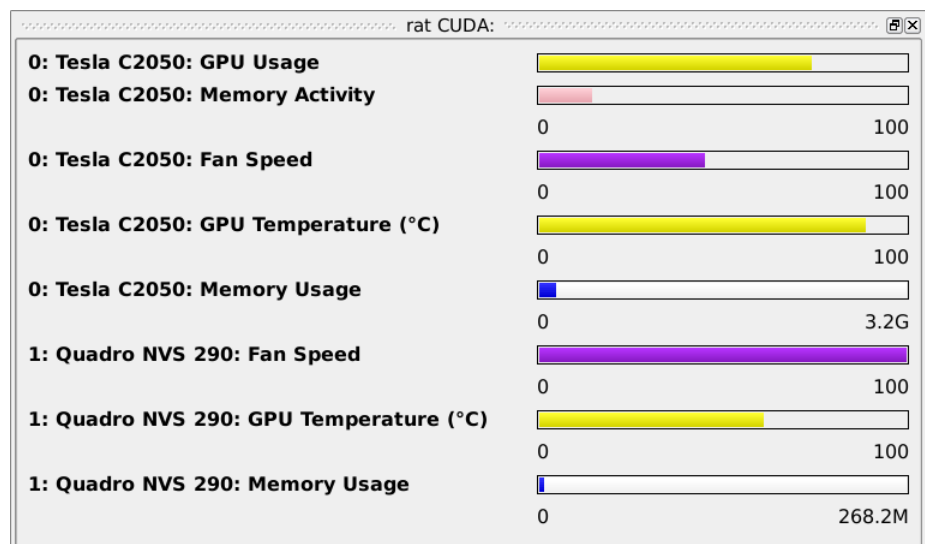 rat CUDA:
0: Tesla C2050: GPU Usage
0: Tesla C2050: Memory Activity
0 100
0: Tesla C2050: Fan Speed
0 100
0: Tesla C2050: GPU Temperature (°C)
0 100
0: Tesla C2050: Memory Usage
0 3.2G
1: Quadro NVS 290: Fan Speed
0 100
1: Quadro NVS 290: GPU Temperature (°C)
0 100
1: Quadro NVS 290: Memory Usage
0 268.2M